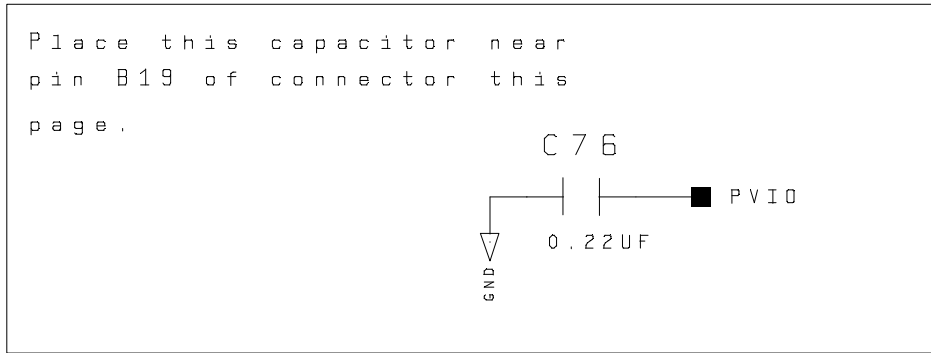 Place this capacitor near
pin B19 of connector this
page.
C76
PVIO
0.22UF
GND